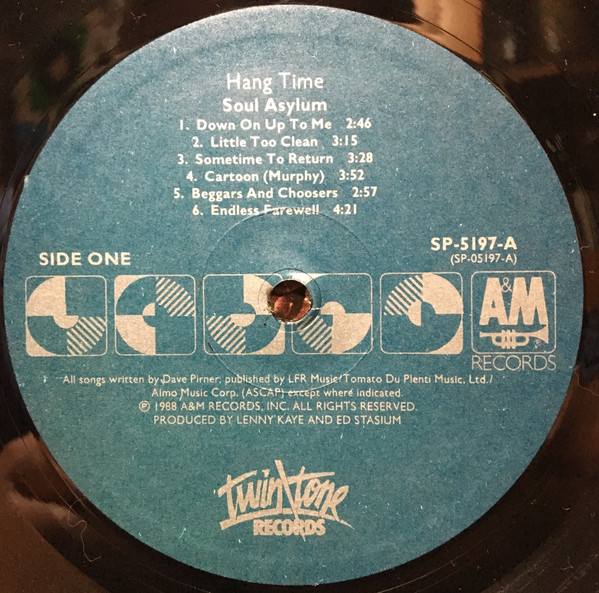 Hang Time
Soul Asylum
1. Down On Up To Me 2:46
2. Little Too Clean 3:15
3. Sometime To Return 3:28
4. Cartoon (Murphy) 3:52
5. Beggars And Choosers 2:57
6. Endless Farewell 4:21
SIDE ONE
SP-5197-A
(SP-05197-A)
A&M
RECORDS
All songs written by Dave Pirner; published by LFR Music/Tomato Du Plenti Music, Ltd./
Almo Music Corp. (ASCAP) except where indicated.
℗ 1988 A&M RECORDS, INC. ALL RIGHTS RESERVED.
PRODUCED BY LENNY KAYE AND ED STASIUM
Twin/tone
RECORDS